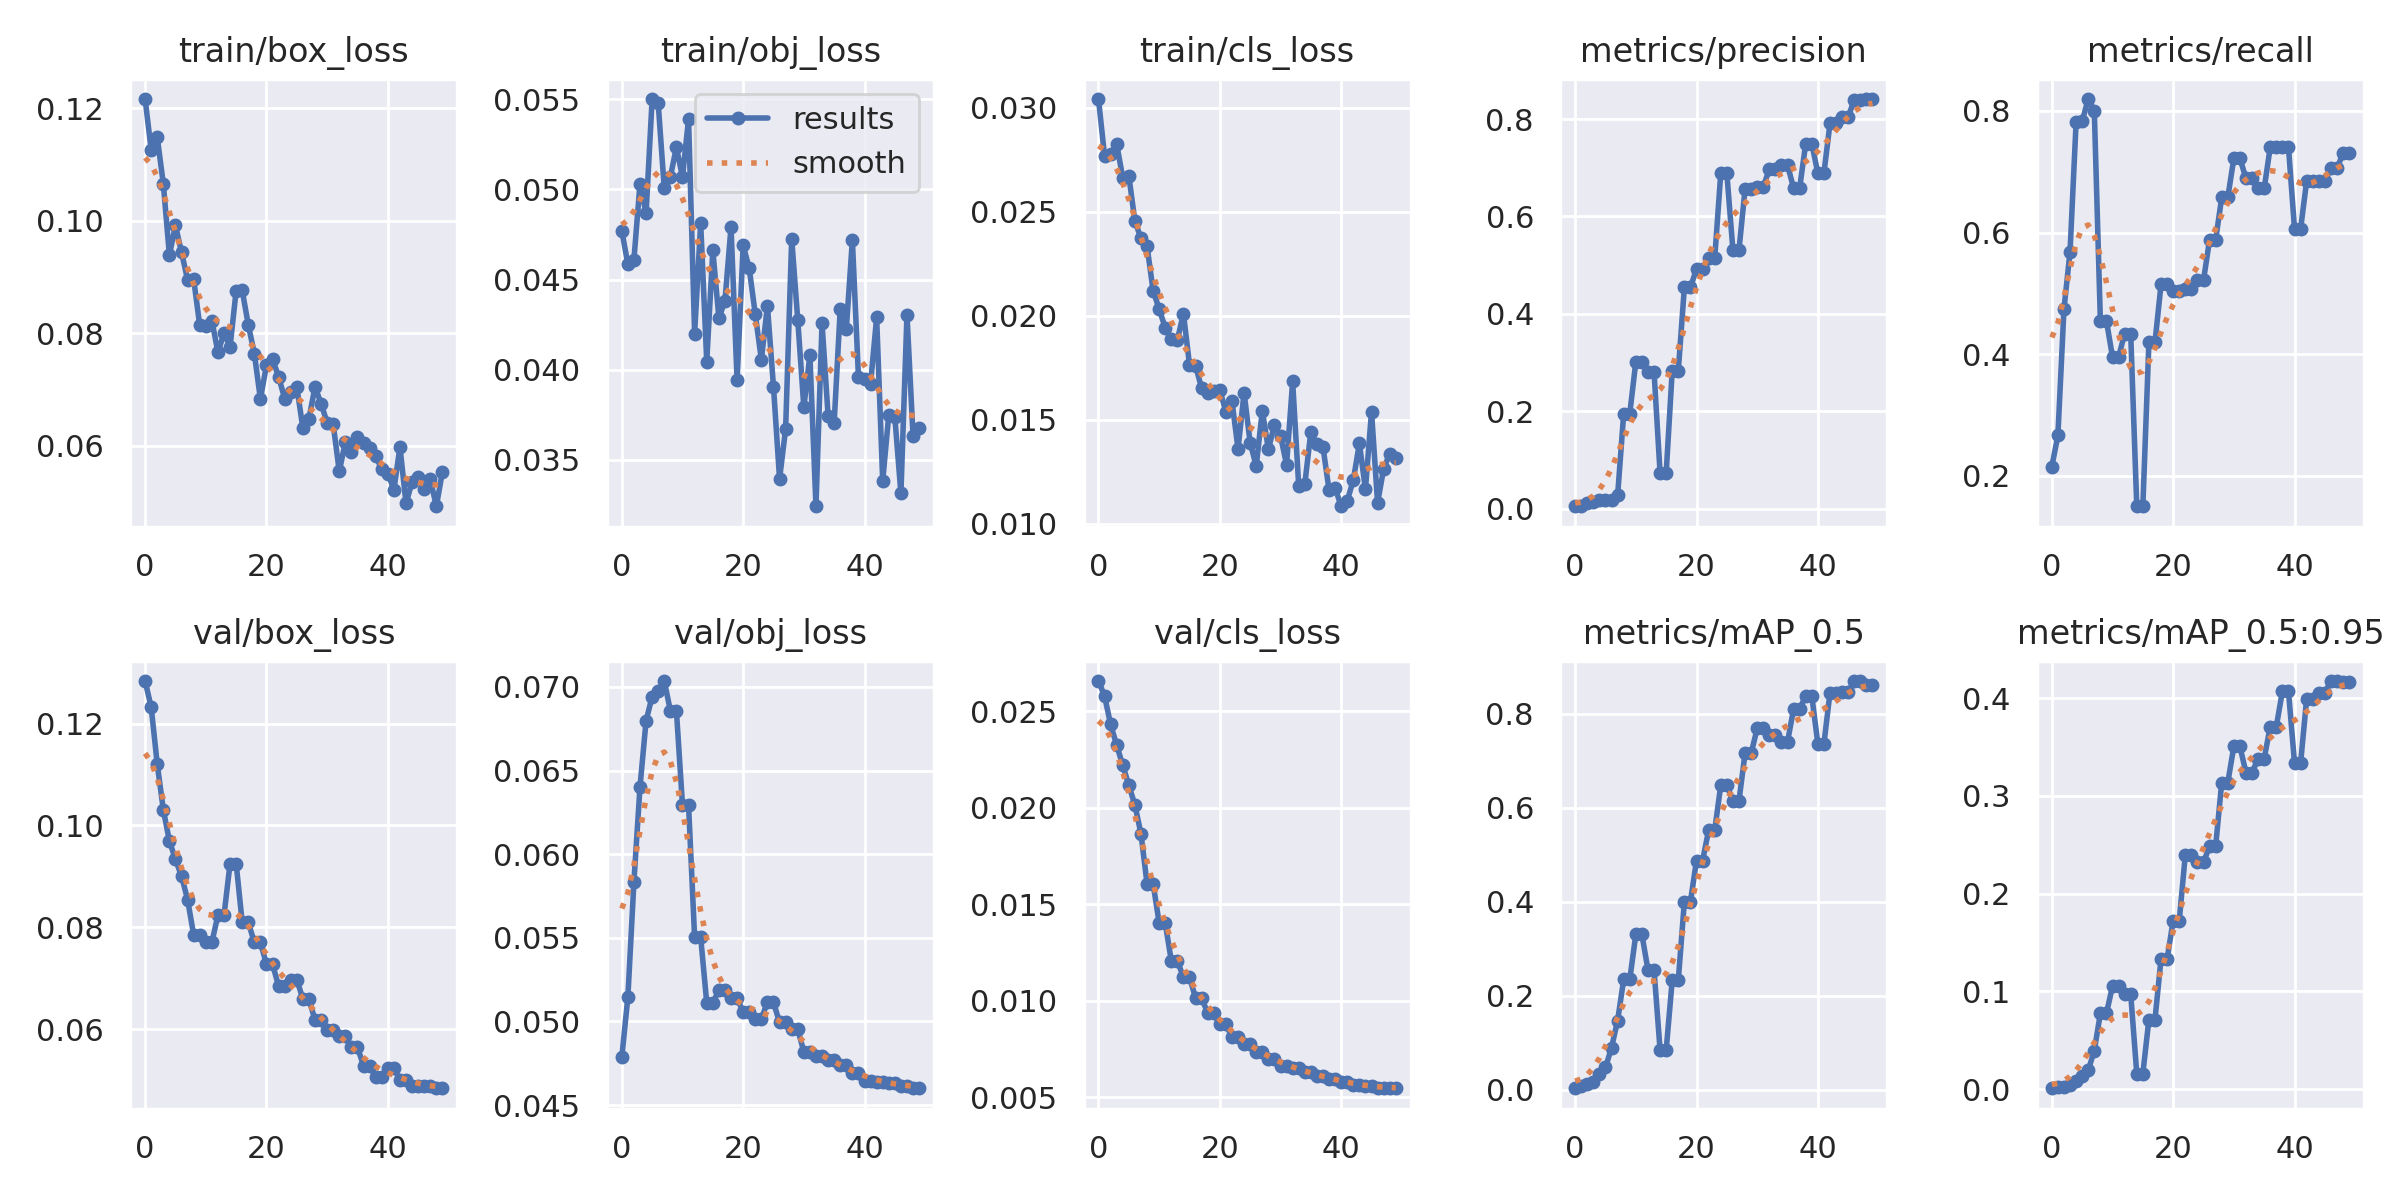 train/box_loss
0.12
0.10
0.08
0.06
0 20 40
train/obj_loss
results
smooth
0.055
0.050
0.045
0.040
0.035
0 20 40
train/cls_loss
0.030
0.025
0.020
0.015
0.010
0 20 40
metrics/precision
0.8
0.6
0.4
0.2
0.0
0 20 40
metrics/recall
0.8
0.6
0.4
0.2
0 20 40
val/box_loss
0.12
0.10
0.08
0.06
0 20 40
val/obj_loss
0.070
0.065
0.060
0.055
0.050
0.045
0 20 40
val/cls_loss
0.025
0.020
0.015
0.010
0.005
0 20 40
metrics/mAP_0.5
0.8
0.6
0.4
0.2
0.0
0 20 40
metrics/mAP_0.5:0.95
0.4
0.3
0.2
0.1
0.0
0 20 40